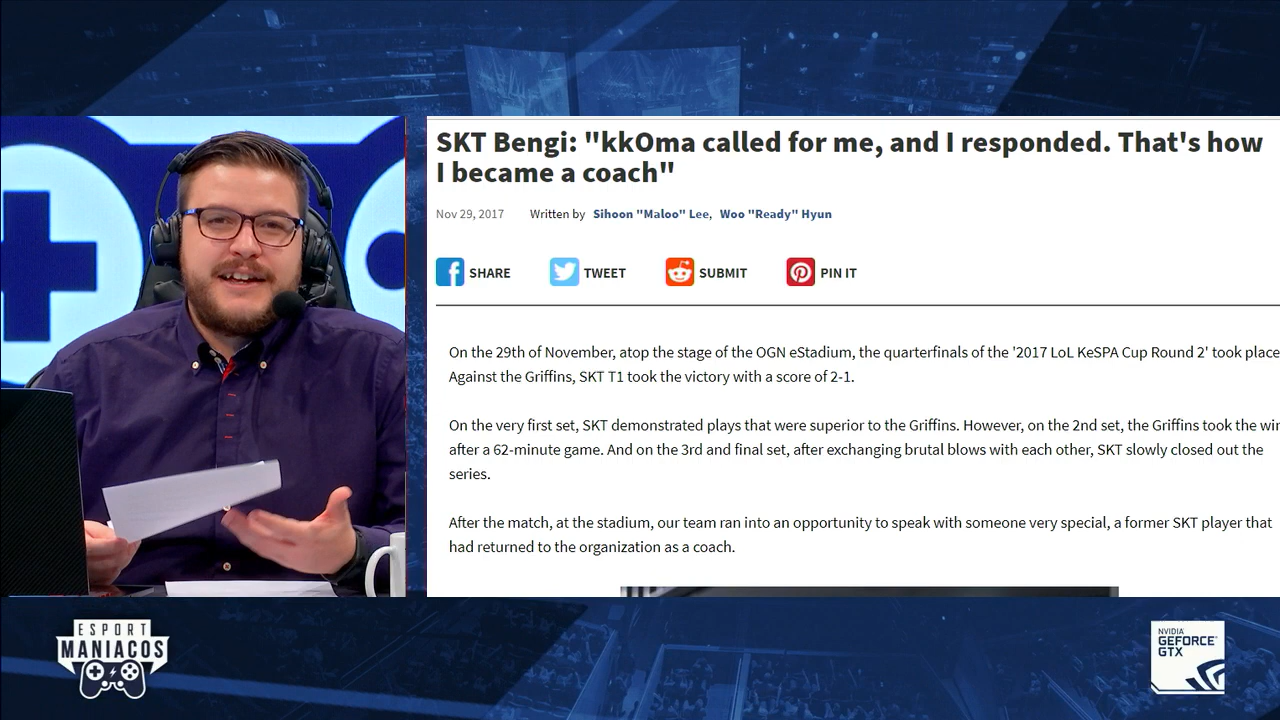 SKT Bengi: "kkOma called for me, and I responded. That's how
I became a coach"
Nov 29, 2017 Written by Sihoon "Maloo" Lee, Woo "Ready" Hyun
SHARE TWEET SUBMIT PIN IT
On the 29th of November, atop the stage of the OGN eStadium, the quarterfinals of the '2017 LoL KeSPA Cup Round 2' took place
Against the Griffins, SKT T1 took the victory with a score of 2-1.
On the very first set, SKT demonstrated plays that were superior to the Griffins. However, on the 2nd set, the Griffins took the wi
after a 62-minute game. And on the 3rd and final set, after exchanging brutal blows with each other, SKT slowly closed out the
series.
After the match, at the stadium, our team ran into an opportunity to speak with someone very special, a former SKT player that
had returned to the organization as a coach.
ESPORT
MANIACOS
NVIDIA
GEFORCE
GTX